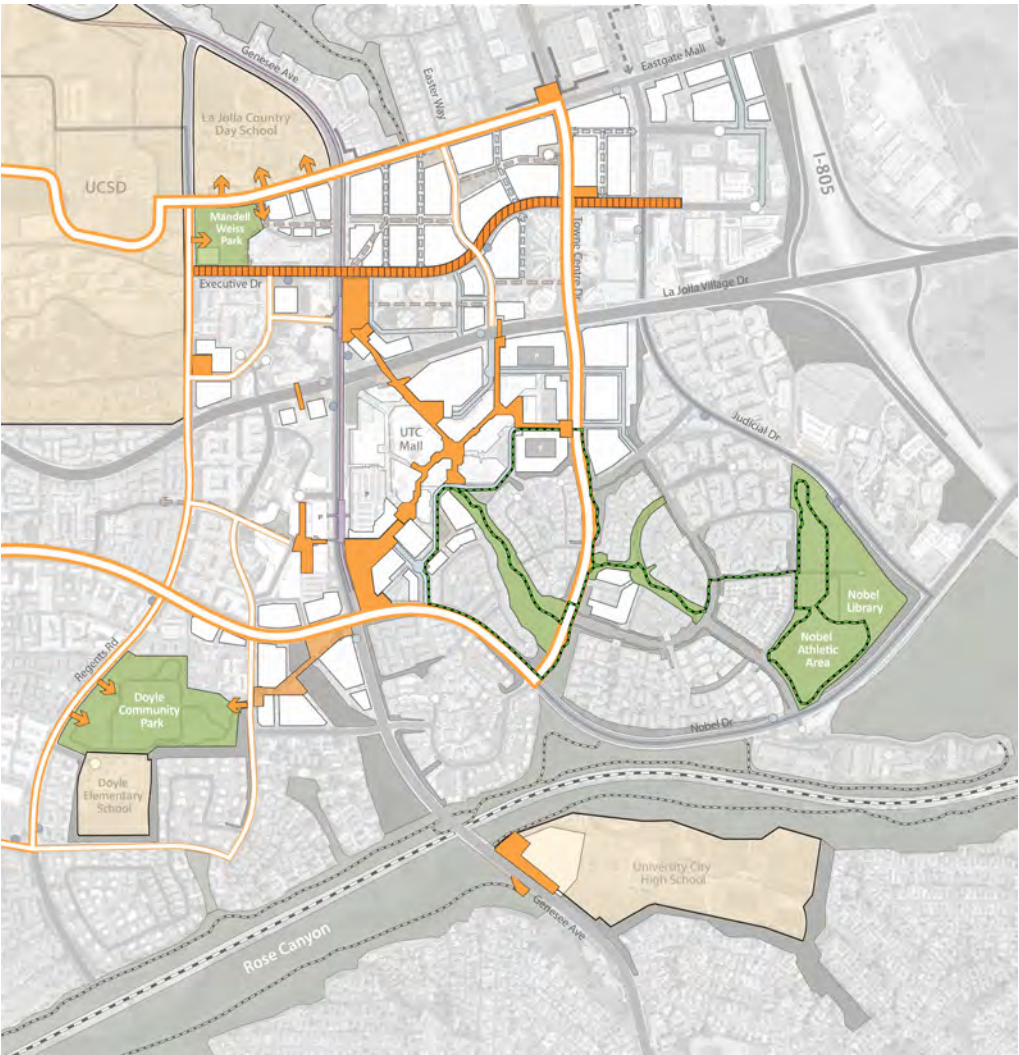 Genesee Ave
Easter Way
Eastgate Mall
La Jolla Country
Day School
I-805
UCSD
Mandell
Weiss
Park
Towne Centre Dr
Executive Dr
La Jolla Village Dr
P
UTC
Mall
P
Judicial Dr
P
P
Nobel
Library
Nobel
Athletic
Area
Regents Rd
Doyle
Community
Park
Nobel Dr
Doyle
Elementary
School
University City
High School
Genesee Ave
Rose Canyon